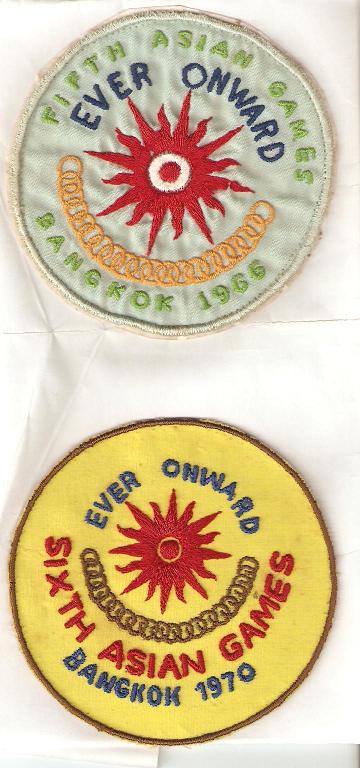 FIFTH ASIAN GAMES
EVER ONWARD
BANGKOK 1966
EVER ONWARD
SIXTH ASIAN GAMES
BANGKOK 1970